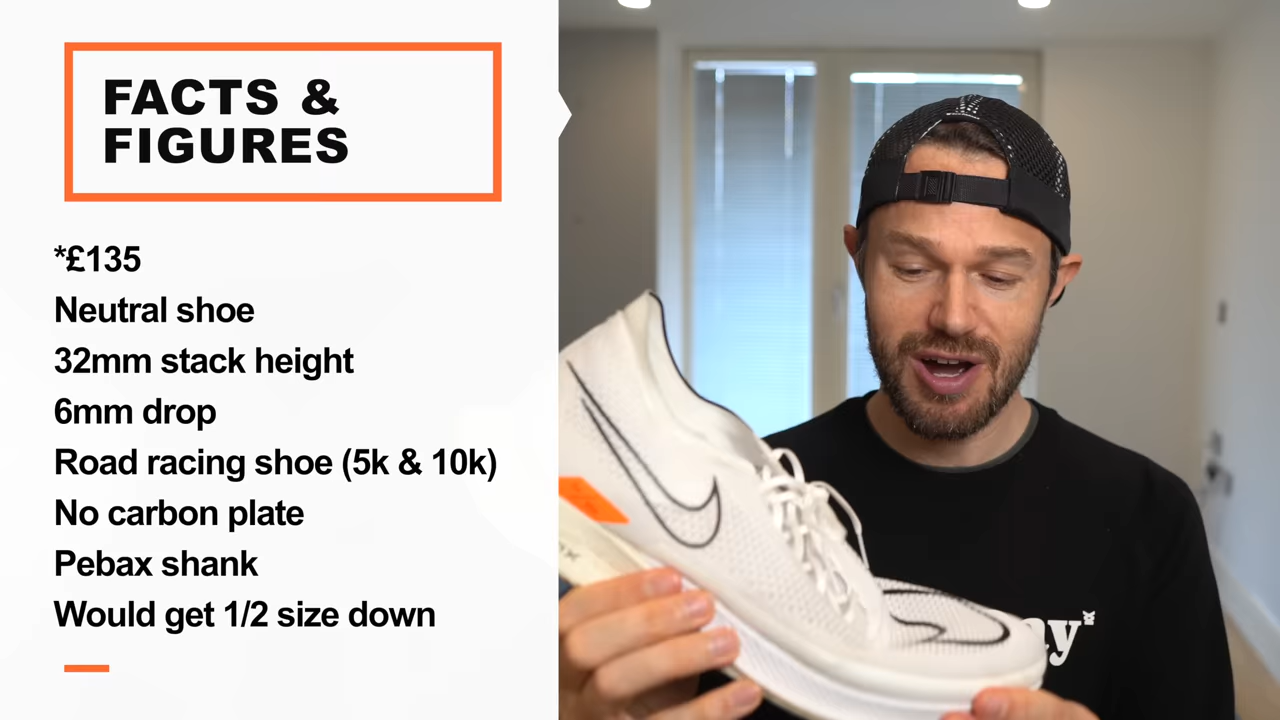 FACTS &
FIGURES
*£135
Neutral shoe
32mm stack height
6mm drop
Road racing shoe (5k & 10k)
No carbon plate
Pebax shank
Would get 1/2 size down